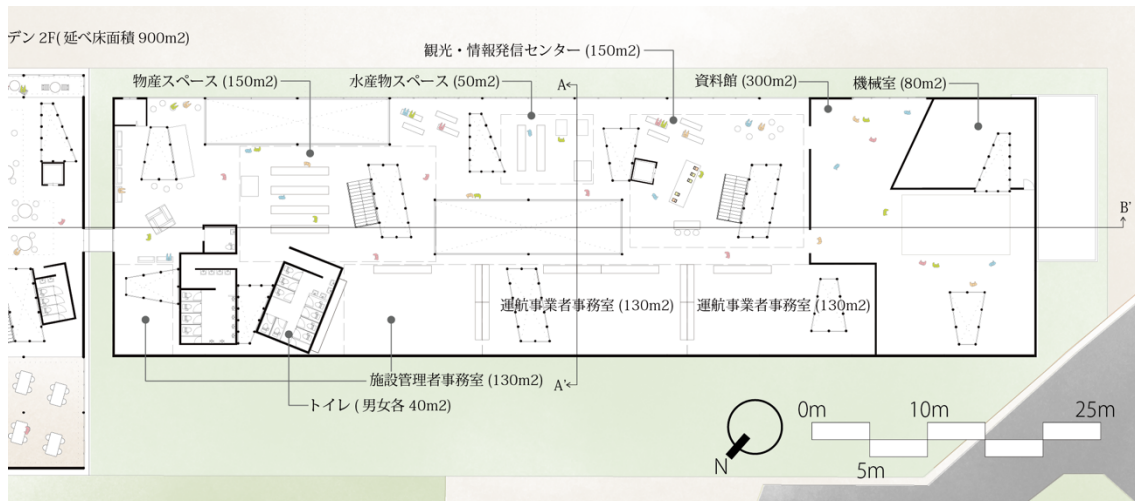 デン 2F( 延べ床面積 900m2)
観光・情報発信センター (150m2)
物産スペース (150m2)
水産物スペース (50m2)
A
資料館 (300m2)
機械室 (80m2)
B'
運航事業者事務室 (130m2)
運航事業者事務室 (130m2)
施設管理者事務室 (130m2)
A'
トイレ ( 男女各 40m2)
0m
10m
25m
5m
N